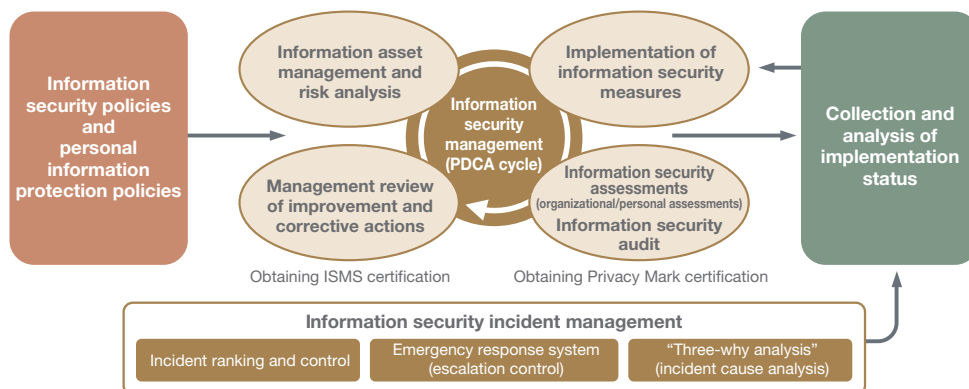 Information
security policies
and
personal
information
protection policies
Information asset
management and
risk analysis
Implementation of
information security
measures
Information
security
management
(PDCA cycle)
Management review
of improvement and
corrective actions
Information security
assessments
(organizational/personal assessments)
Information security
audit
Collection and
analysis of
implementation
status
Obtaining ISMS certification
Obtaining Privacy Mark certification
Information security incident management
Incident ranking and control
Emergency response system
(escalation control)
“Three-why analysis”
(incident cause analysis)